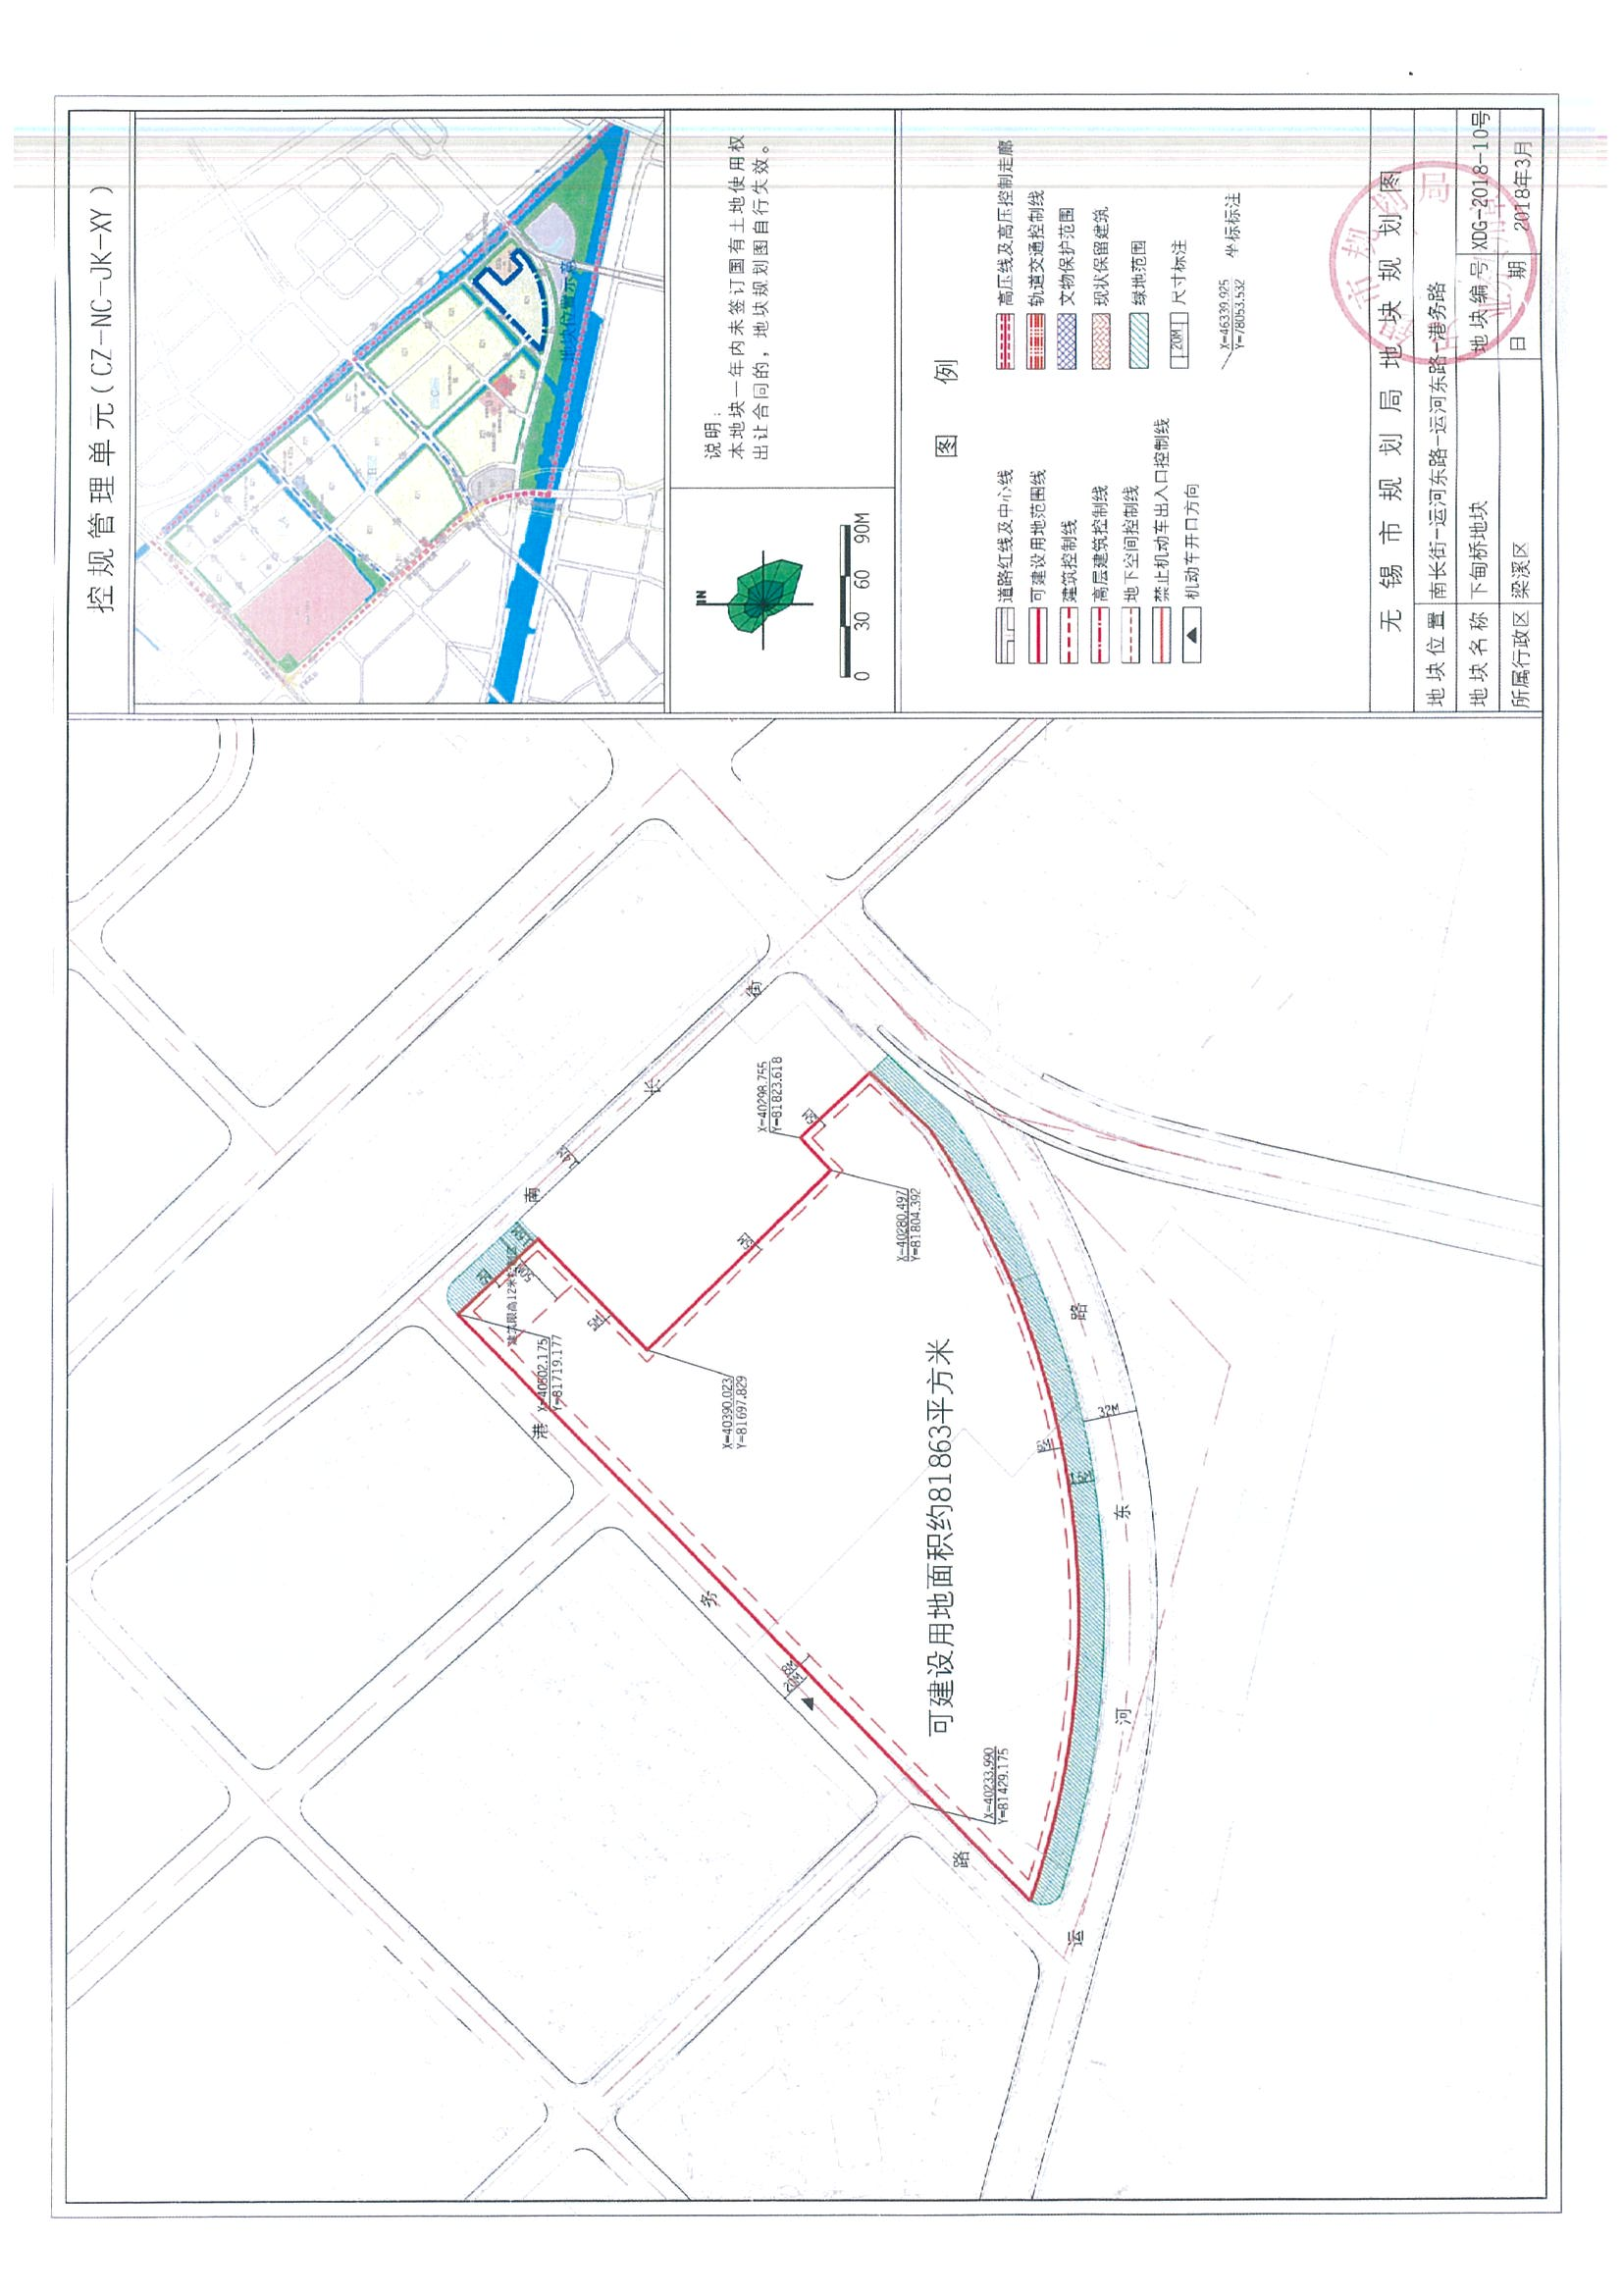 控规管理单元(CZ-NC-JK-XY)
说明：
本地块一年内未签订国有土地使用权
出让合同的，地块规划图自行失效。
N
0 30 60 90M
图 例
道路红线及中心线
可建设用地范围线
建筑控制线
高层建筑控制线
地下空间控制线
禁止机动车出入口控制线
机动车开口方向
高压线及高压控制走廊
轨道交通控制线
文物保护范围
现状保留建筑
绿地范围
20M
尺寸标注
X=46339.925
Y=78053.532
坐标标注
无锡市规划局地块规划图
地块位置 南长街-运河东路-运河东路-港务路
地块名称 下甸桥地块 地块编号 XDG-2018-10号
所属行政区 梁溪区 日期 2018年3月
南长街
港务路
运河东路
可建设用地面积约81863平方米
X=40298.755
Y=81823.618
X=40280.497
Y=81804.392
X=40390.023
Y=81697.829
X=40502.175
Y=81719.177
X=40233.990
Y=81429.175
32M
20M